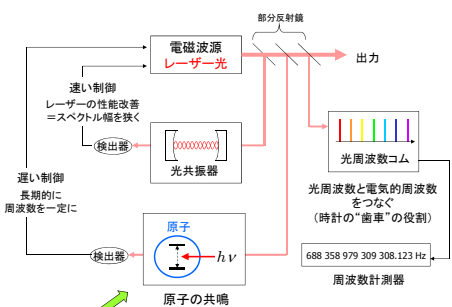 部分反射鏡
電磁波源
レーザー光
出力
速い制御
レーザーの性能改善
＝スペクトル幅を狭く
検出器
光共振器
光周波数コム
遅い制御
長期的に
周波数を一定に
光周波数と電気的周波数
をつなぐ
（時計の“歯車”の役割）
原子
hν
検出器
688 358 979 309 308.123 Hz
周波数計測器
原子の共鳴